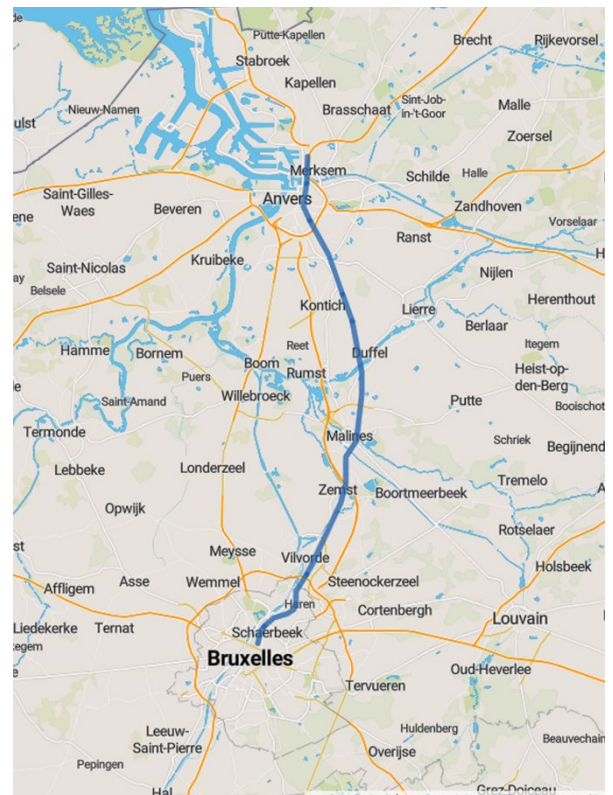 Putte-Kapellen
Brecht
Rijkevorsel
Stabroek
Kapellen
Nieuw-Namen
Brasschaat
Sint-Job-
in-'t-Goor
Malle
ulst
Zoersel
Merksem
Schilde
Halle
Saint-Gilles-
Waes
Anvers
Beveren
Zandhoven
ene
Vorselaar
Ranst
Kruibeke
Saint-Nicolas
Nijlen
ay
Belsele
Herenthout
Kontich
Lierre
Berlaar
Hamme
Bornem
Reet
Duffel
Itegem
Boom
Rumst
Heist-op-
den-Berg
Puers
Saint-Amand
Willebroeck
Putte
Booischot
Termonde
Malines
Schriek
Begijnend
Lebbeke
Londerzeel
Tremelo
Zemst
Boortmeerbeek
Opwijk
Rotselaer
st
Meysse
Vilvorde
Holsbeek
Affligem
Asse
Wemmel
Steenockerzeel
Haren
Cortenbergh
Liedekerke
Ternat
Schaerbeek
Louvain
tegem
Bruxelles
Oud-Heverlee
Tervueren
Leeuw-
Saint-Pierre
Huldenberg
Beauvechain
Overijse
Pepingen
Hal
Grez-Doiceau